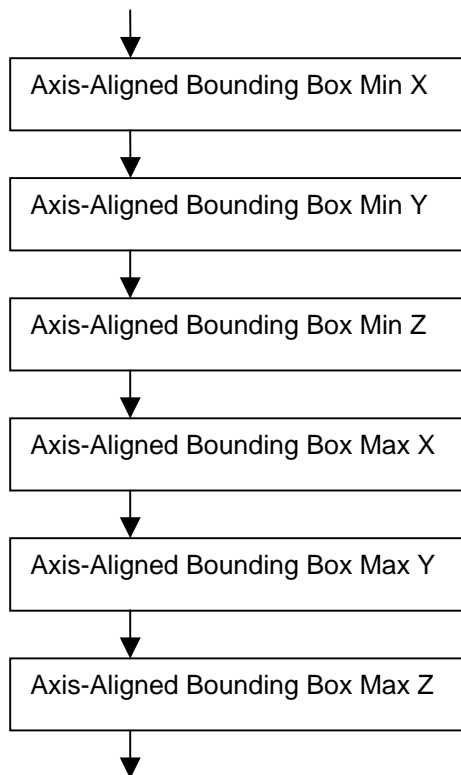 Axis-Aligned Bounding Box Min X
Axis-Aligned Bounding Box Min Y
Axis-Aligned Bounding Box Min Z
Axis-Aligned Bounding Box Max X
Axis-Aligned Bounding Box Max Y
Axis-Aligned Bounding Box Max Z